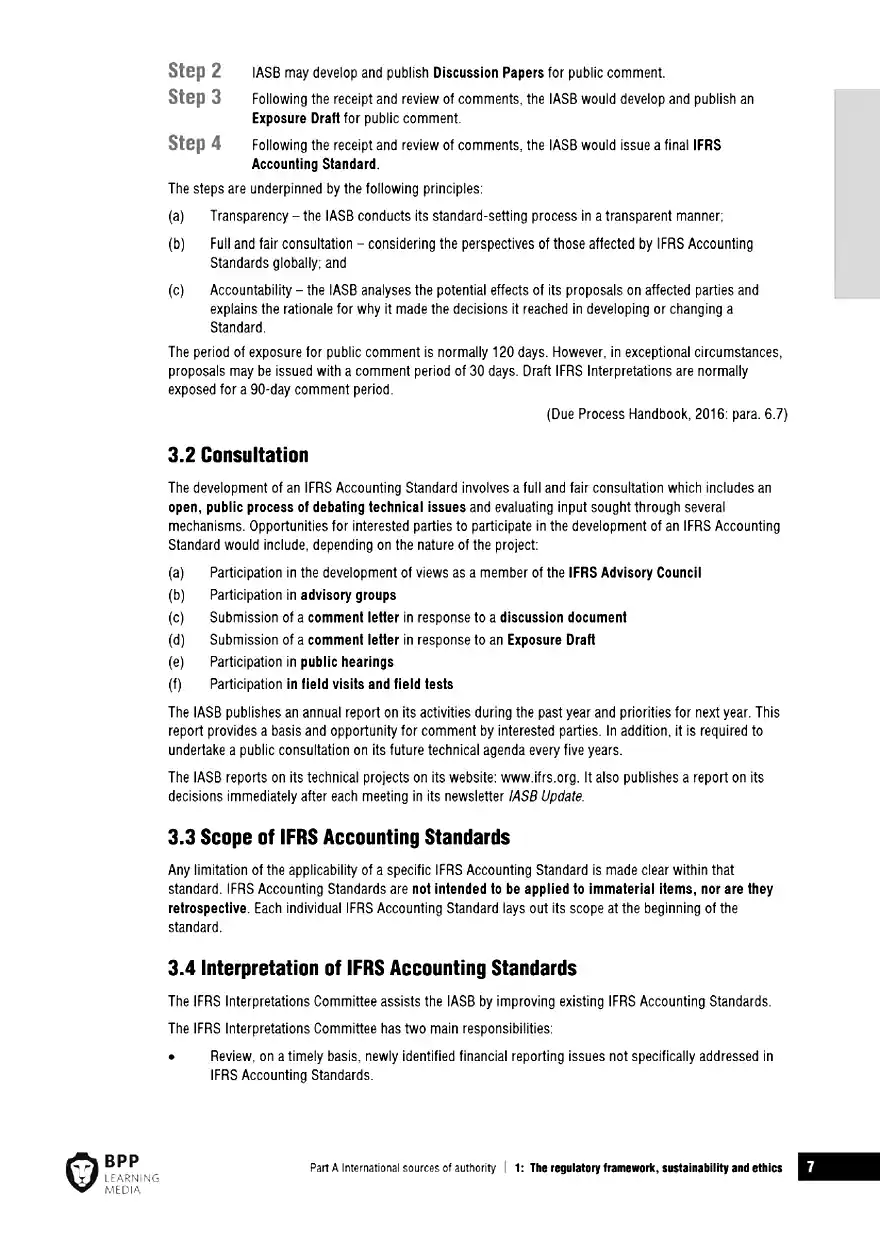 Step 2 IASB may develop and publish Discussion Papers for public comment.
Step 3 Following the receipt and review of comments, the IASB would develop and publish an
Exposure Draft for public comment.
Step 4 Following the receipt and review of comments, the IASB would issue a final IFRS
Accounting Standard.
The steps are underpinned by the following principles:
(a) Transparency – the IASB conducts its standard-setting process in a transparent manner;
(b) Full and fair consultation – considering the perspectives of those affected by IFRS Accounting
Standards globally; and
(c) Accountability – the IASB analyses the potential effects of its proposals on affected parties and
explains the rationale for why it made the decisions it reached in developing or changing a
Standard.
The period of exposure for public comment is normally 120 days. However, in exceptional circumstances,
proposals may be issued with a comment period of 30 days. Draft IFRS Interpretations are normally
exposed for a 90-day comment period.
(Due Process Handbook, 2016: para. 6.7)
3.2 Consultation
The development of an IFRS Accounting Standard involves a full and fair consultation which includes an
open, public process of debating technical issues and evaluating input sought through several
mechanisms. Opportunities for interested parties to participate in the development of an IFRS Accounting
Standard would include, depending on the nature of the project:
(a) Participation in the development of views as a member of the IFRS Advisory Council
(b) Participation in advisory groups
(c) Submission of a comment letter in response to a discussion document
(d) Submission of a comment letter in response to an Exposure Draft
(e) Participation in public hearings
(f) Participation in field visits and field tests
The IASB publishes an annual report on its activities during the past year and priorities for next year. This
report provides a basis and opportunity for comment by interested parties. In addition, it is required to
undertake a public consultation on its future technical agenda every five years.
The IASB reports on its technical projects on its website: www.ifrs.org. It also publishes a report on its
decisions immediately after each meeting in its newsletter IASB Update.
3.3 Scope of IFRS Accounting Standards
Any limitation of the applicability of a specific IFRS Accounting Standard is made clear within that
standard. IFRS Accounting Standards are not intended to be applied to immaterial items, nor are they
retrospective. Each individual IFRS Accounting Standard lays out its scope at the beginning of the
standard.
3.4 Interpretation of IFRS Accounting Standards
The IFRS Interpretations Committee assists the IASB by improving existing IFRS Accounting Standards.
The IFRS Interpretations Committee has two main responsibilities:
• Review, on a timely basis, newly identified financial reporting issues not specifically addressed in
IFRS Accounting Standards.
BPP
LEARNING
MEDIA
Part A International sources of authority | 1: The regulatory framework, sustainability and ethics 7